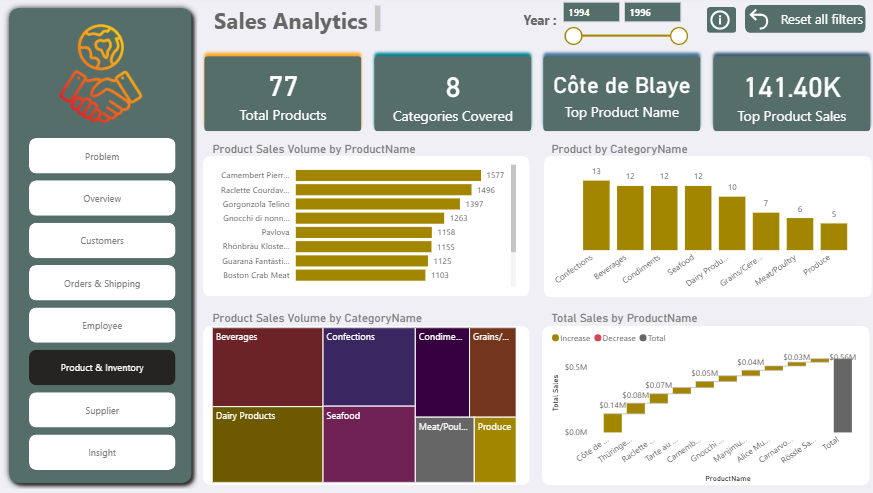 Sales Analytics
Year :
1994
1996
Reset all filters
77
Total Products
8
Categories Covered
Côte de Blaye
Top Product Name
141.40K
Top Product Sales
Problem
Overview
Customers
Orders & Shipping
Employee
Product & Inventory
Supplier
Insight
Product Sales Volume by ProductName
Camembert Pierr... 1577
Raclette Courdav... 1496
Gorgonzola Telino 1397
Gnocchi di nonn... 1263
Pavlova 1158
Rhönbräu Kloste... 1155
Guaraná Fantásti... 1125
Boston Crab Meat 1103
Product by CategoryName
13 12 12 12 10 7 6 5
Confections Beverages Condiments Seafood Dairy Produ... Grains/Cere... Meat/Poultry Produce
Product Sales Volume by CategoryName
Beverages
Confections
Condime...
Grains/...
Dairy Products
Seafood
Meat/Poul...
Produce
Total Sales by ProductName
Increase Decrease Total
Total Sales
$0.5M
$0.0M
$0.14M $0.08M $0.07M $0.05M $0.04M $0.03M $0.56M
Côte de ... Thüringe... Raclette ... Tarte au ... Camemb... Gnocchi ... Manjimu... Alice Mu... Carnarvo... Rössle Sa... Total
ProductName